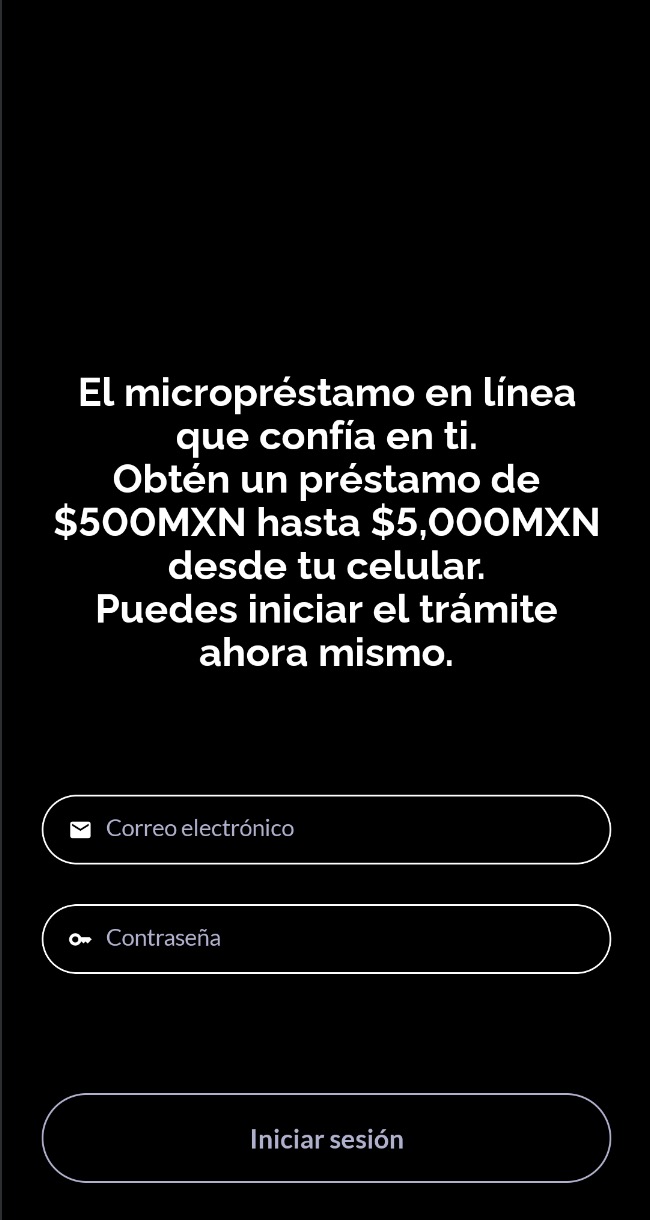 El micropréstamo en línea
que confía en ti.
Obtén un préstamo de
$500MXN hasta $5,000MXN
desde tu celular.
Puedes iniciar el trámite
ahora mismo.
Correo electrónico
Contraseña
Iniciar sesión